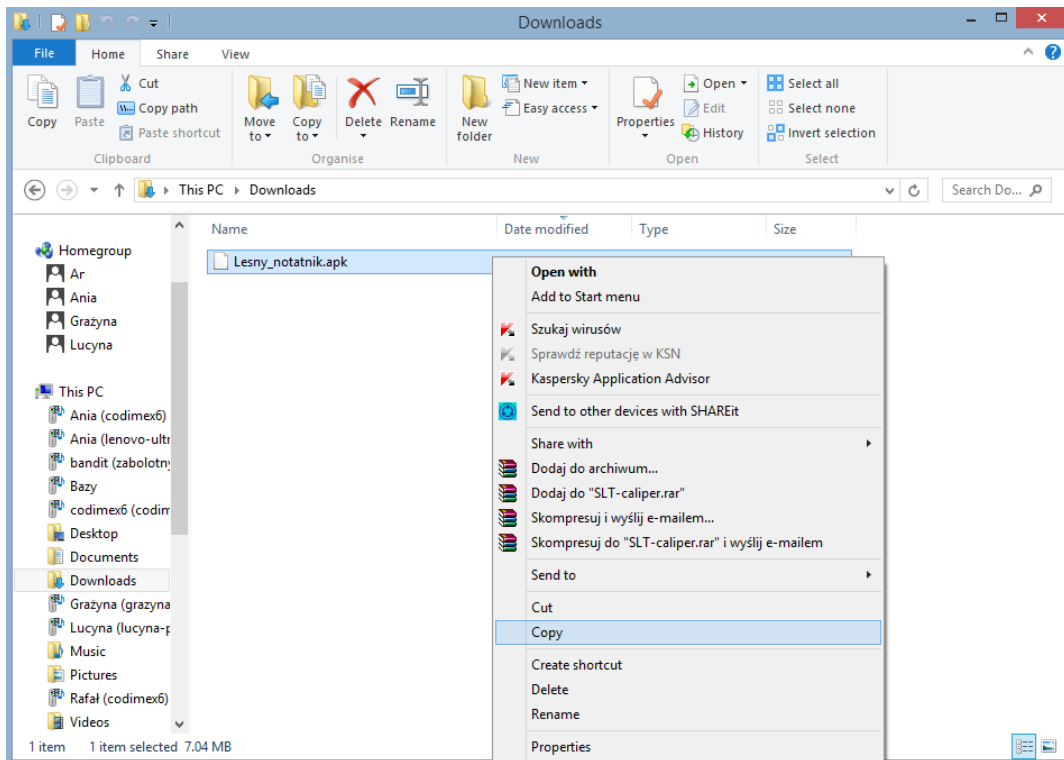 Downloads
File Home Share View
Copy
Paste
Cut
Copy path
Paste shortcut
Clipboard
Move to
Copy to
Delete
Rename
Organise
New folder
New item
Easy access
New
Properties
Open
Edit
History
Open
Select all
Select none
Invert selection
Select
This PC Downloads
Search Do...
Name Date modified Type Size
Homegroup
Ar
Ania
Grażyna
Lucyna
This PC
Ania (codimex6)
Ania (lenovo-ultr
bandit (zabolotny
Bazy
codimex6 (codim
Desktop
Documents
Downloads
Grażyna (grazyna
Lucyna (lucyna-p
Music
Pictures
Rafał (codimex6)
Videos
Lesny_notatnik.apk
Open with
Add to Start menu
Szukaj wirusów
Sprawdź reputację w KSN
Kaspersky Application Advisor
Send to other devices with SHAREit
Share with
Dodaj do archiwum...
Dodaj do "SLT-caliper.rar"
Skompresuj i wyślij e-mailem...
Skompresuj do "SLT-caliper.rar" i wyślij e-mailem
Send to
Cut
Copy
Create shortcut
Delete
Rename
Properties
1 item 1 item selected 7.04 MB